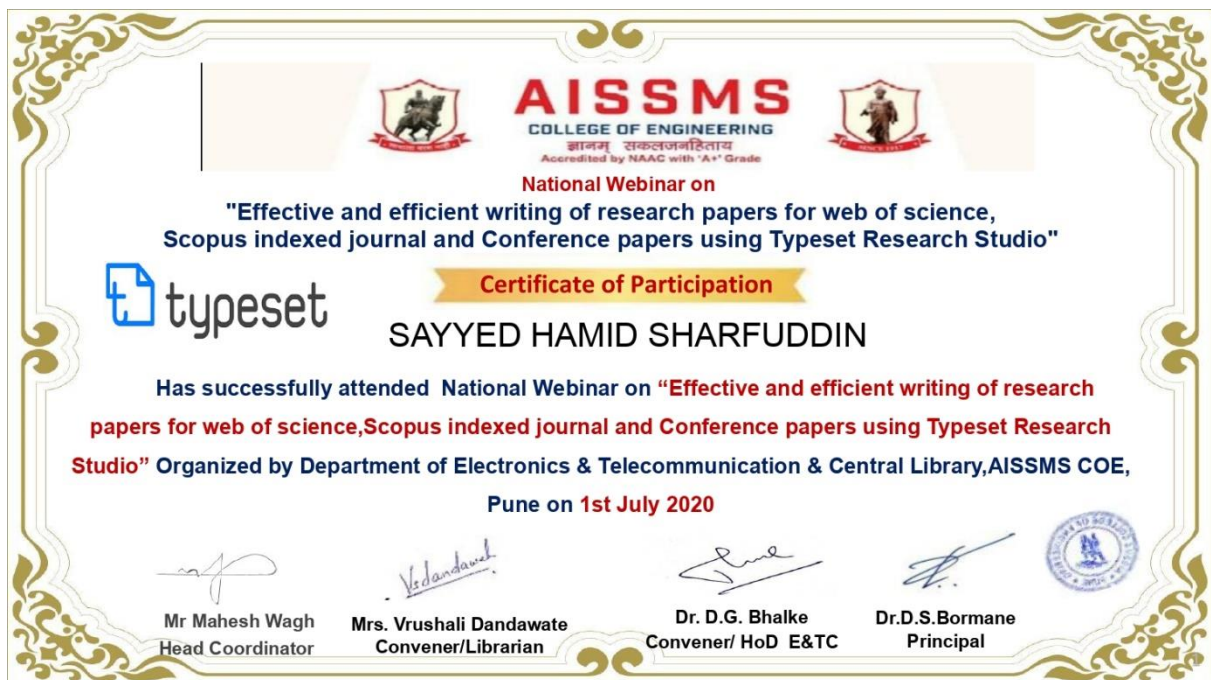 AISSMS
COLLEGE OF ENGINEERING
ज्ञानम् सकलजनहिताय
Accredited by NAAC with 'A+' Grade
National Webinar on
"Effective and efficient writing of research papers for web of science,
Scopus indexed journal and Conference papers using Typeset Research Studio"
typeset
Certificate of Participation
SAYYED HAMID SHARFUDDIN
Has successfully attended National Webinar on “Effective and efficient writing of research
papers for web of science,Scopus indexed journal and Conference papers using Typeset Research
Studio” Organized by Department of Electronics & Telecommunication & Central Library,AISSMS COE,
Pune on 1st July 2020
Vsdandawate
Mr Mahesh Wagh
Head Coordinator
Mrs. Vrushali Dandawate
Convener/Librarian
Dr. D.G. Bhalke
Convener/ HoD E&TC
Dr.D.S.Bormane
Principal
1